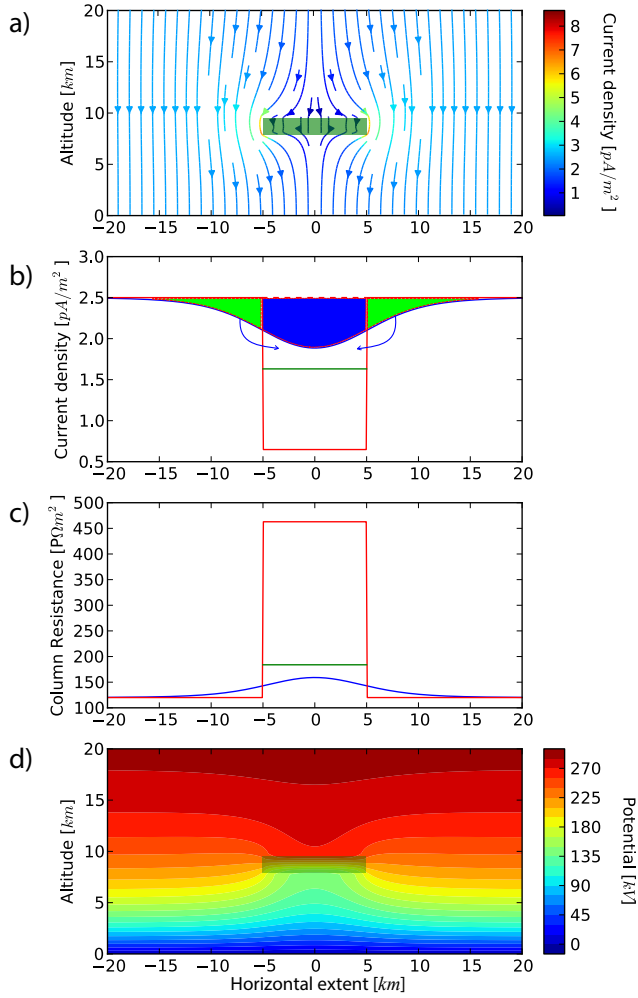 a)
20
15
10
5
0
Altitude [km]
−20 −15 −10 −5 0 5 10 15 20
8
7
6
5
4
3
2
1
Current density [pA/m²]
b)
3.0
2.5
2.0
1.5
1.0
0.5
Current density [pA/m²]
−20 −15 −10 −5 0 5 10 15 20
c)
500
450
400
350
300
250
200
150
100
Column Resistance [PΩm²]
−20 −15 −10 −5 0 5 10 15 20
d)
20
15
10
5
0
Altitude [km]
−20 −15 −10 −5 0 5 10 15 20
Horizontal extent [km]
270
225
180
135
90
45
0
Potential [kV]